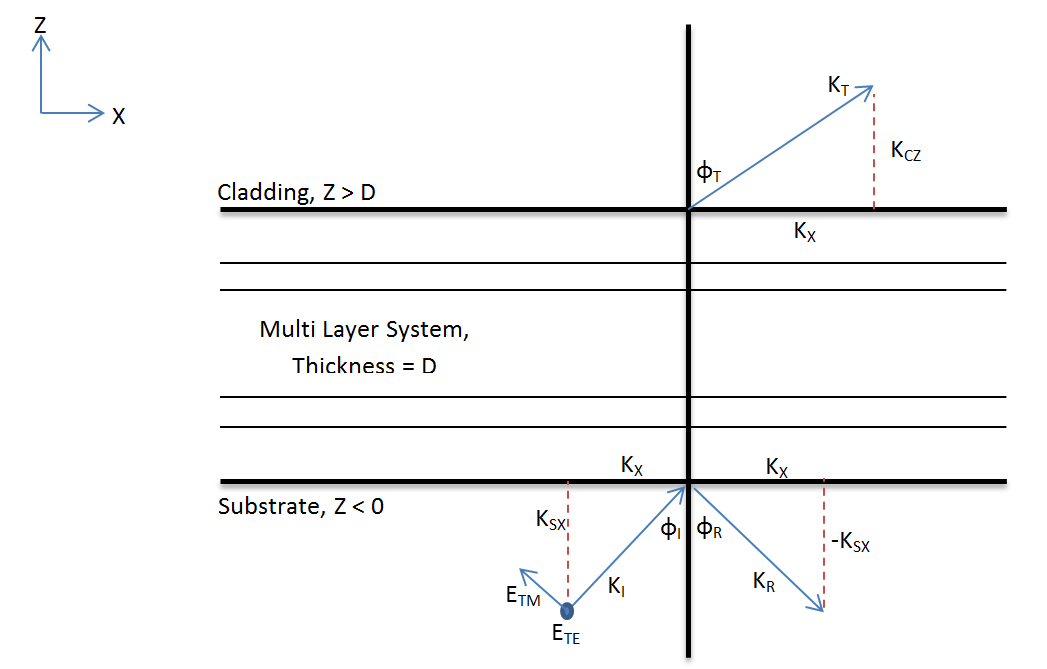 Z
X
K_T
K_CZ
ϕ_T
Cladding, Z > D
K_X
Multi Layer System,
Thickness = D
K_X
K_X
Substrate, Z < 0
K_SX
ϕ_I
ϕ_R
-K_SX
K_I
K_R
E_TM
E_TE